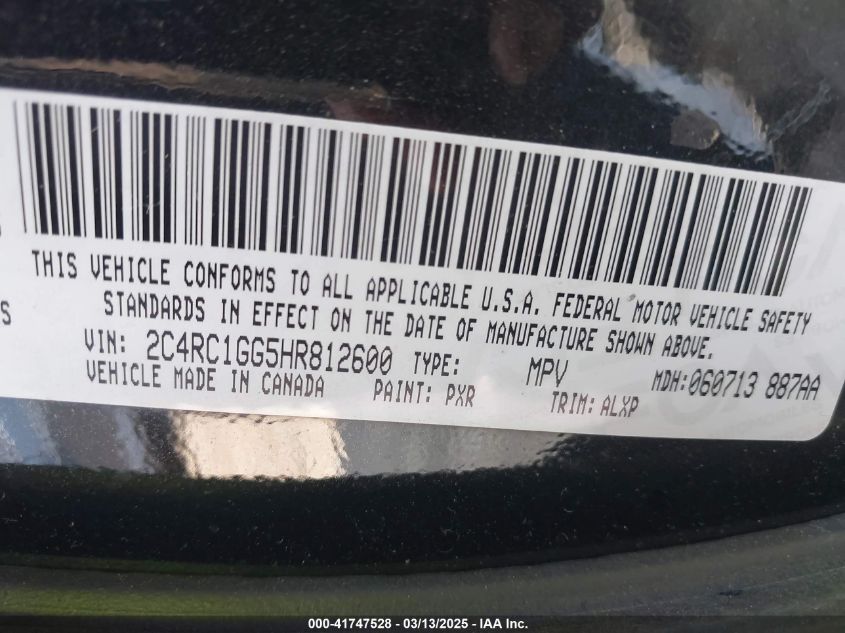 THIS VEHICLE CONFORMS TO ALL APPLICABLE U.S.A. FEDERAL MOTOR VEHICLE SAFETY
STANDARDS IN EFFECT ON THE DATE OF MANUFACTURE SHOWN ABOVE.
S
VIN: 2C4RC1GG5HR812600 TYPE: MPV MDH:060713 887AA
VEHICLE MADE IN CANADA PAINT: PXR TRIM: ALXP
000-41747528 - 03/13/2025 - IAA Inc.